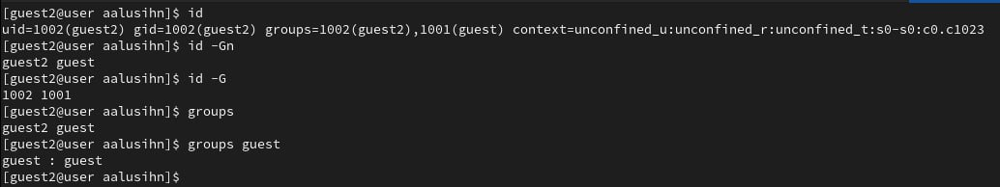 [guest2@user aalusihn]$ id
uid=1002(guest2) gid=1002(guest2) groups=1002(guest2),1001(guest) context=unconfined_u:unconfined_r:unconfined_t:s0-s0:c0.c1023
[guest2@user aalusihn]$ id -Gn
guest2 guest
[guest2@user aalusihn]$ id -G
1002 1001
[guest2@user aalusihn]$ groups
guest2 guest
[guest2@user aalusihn]$ groups guest
guest : guest
[guest2@user aalusihn]$